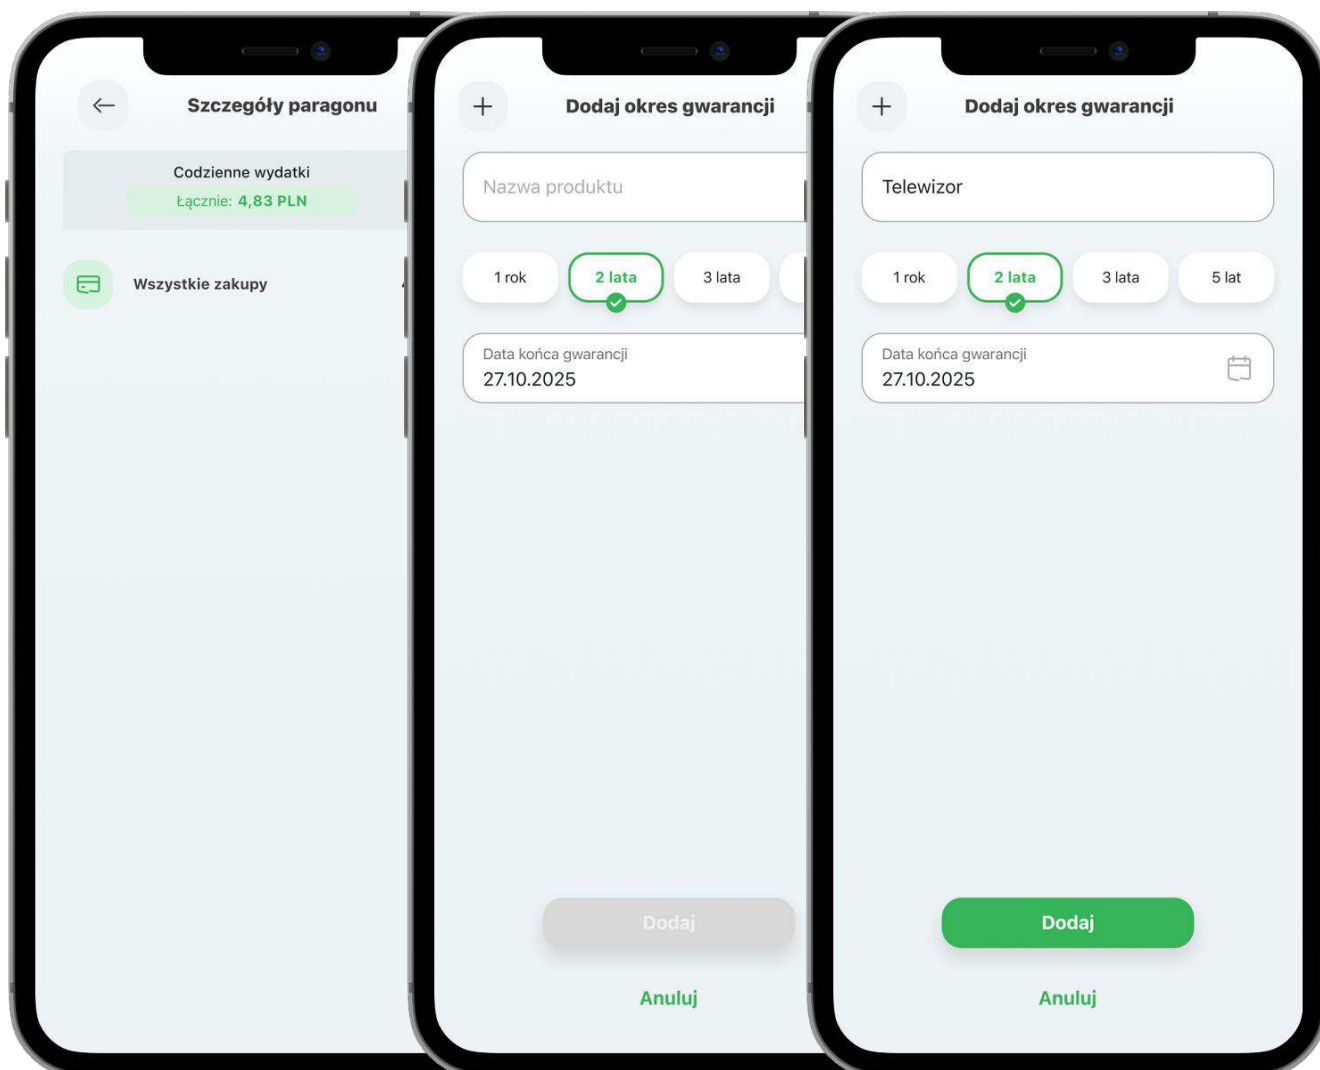 Szczegóły paragonu
Codzienne wydatki
Łącznie: 4,83 PLN
Wszystkie zakupy
Dodaj okres gwarancji
Nazwa produktu
1 rok
2 lata
3 lata
Data końca gwarancji
27.10.2025
Dodaj
Anuluj
Dodaj okres gwarancji
Telewizor
1 rok
2 lata
3 lata
5 lat
Data końca gwarancji
27.10.2025
Dodaj
Anuluj